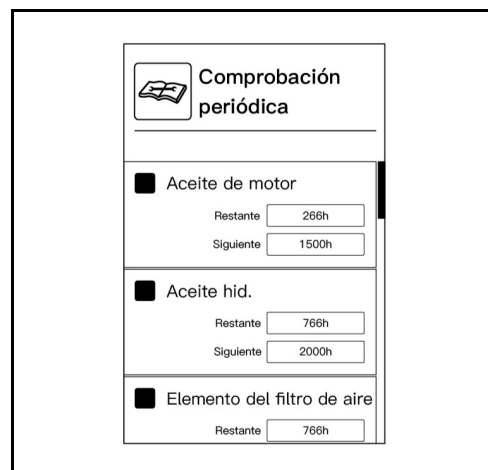 Comprobación
periódica
Aceite de motor
Restante 266h
Siguiente 1500h
Aceite hid.
Restante 766h
Siguiente 2000h
Elemento del filtro de aire
Restante 766h